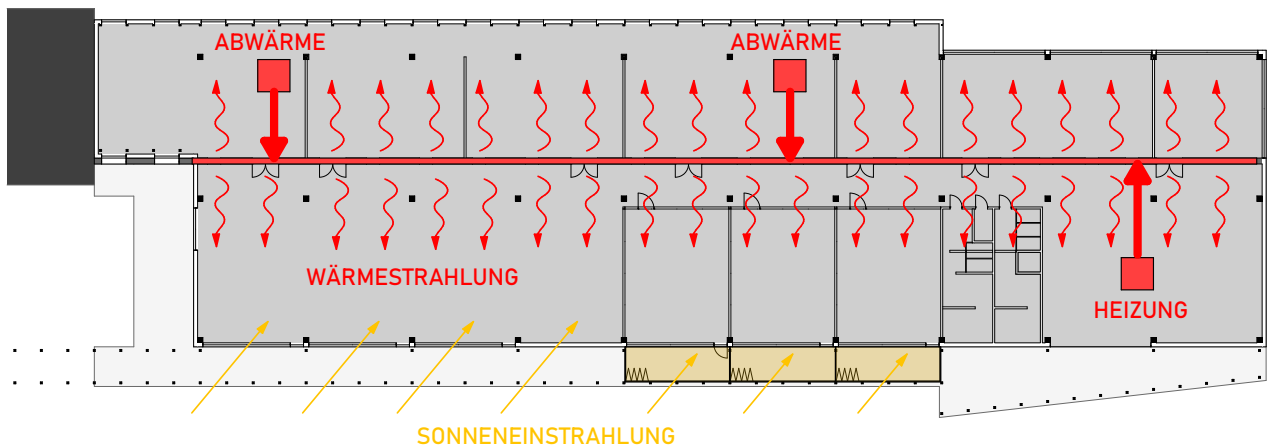 ABWÄRME
ABWÄRME
WÄRMESTRAHLUNG
HEIZUNG
SONNENEINSTRAHLUNG